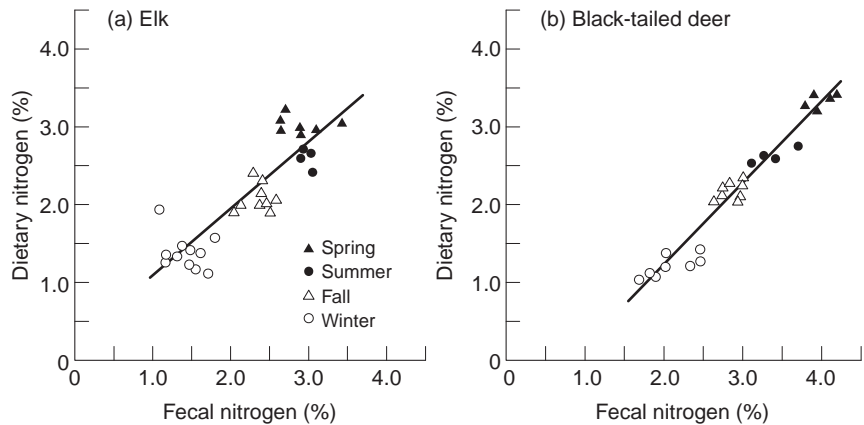 (a) Elk
4.0
3.0
2.0
1.0
0
0
1.0
2.0
3.0
4.0
Dietary nitrogen (%)
Fecal nitrogen (%)
Spring
Summer
Fall
Winter
(b) Black-tailed deer
4.0
3.0
2.0
1.0
0
0
1.0
2.0
3.0
4.0
Dietary nitrogen (%)
Fecal nitrogen (%)